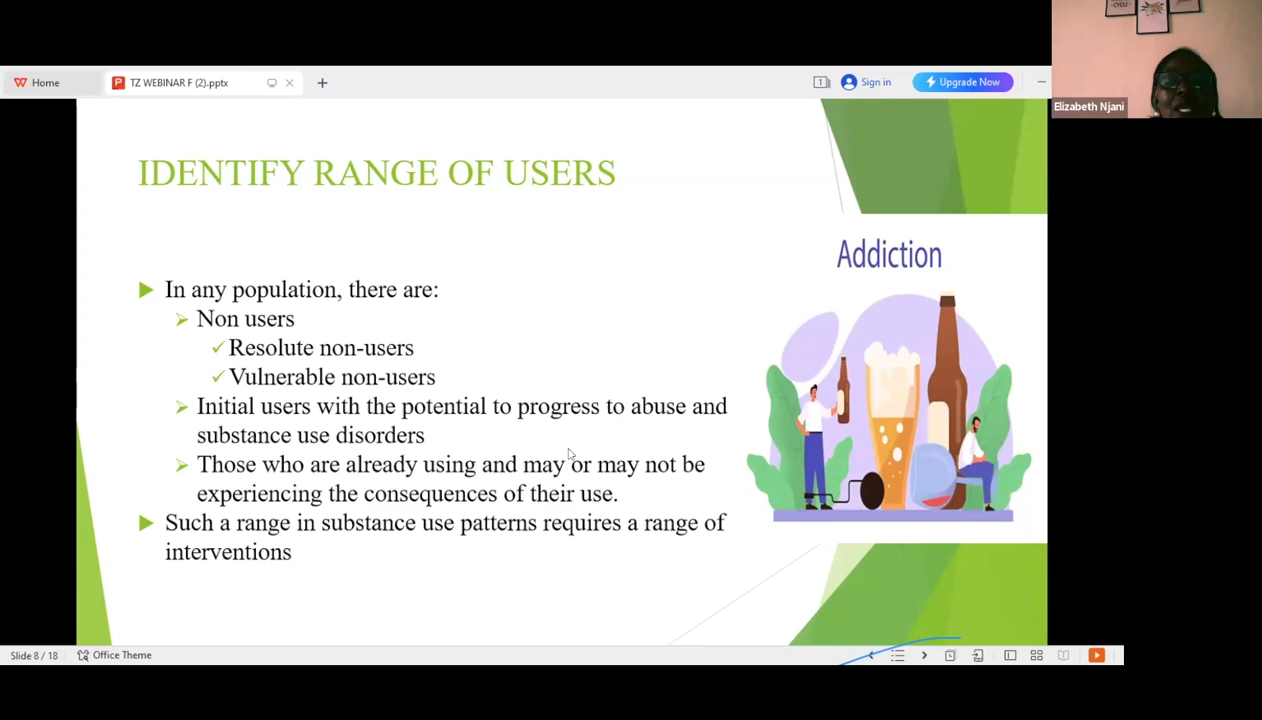 Home
TZ WEBINAR F (2).pptx
1
Sign in
Upgrade Now
Elizabeth Njani
IDENTIFY RANGE OF USERS
Addiction
In any population, there are:
Non users
Resolute non-users
Vulnerable non-users
Initial users with the potential to progress to abuse and
substance use disorders
Those who are already using and may or may not be
experiencing the consequences of their use.
Such a range in substance use patterns requires a range of
interventions
Slide 8 / 18
Office Theme